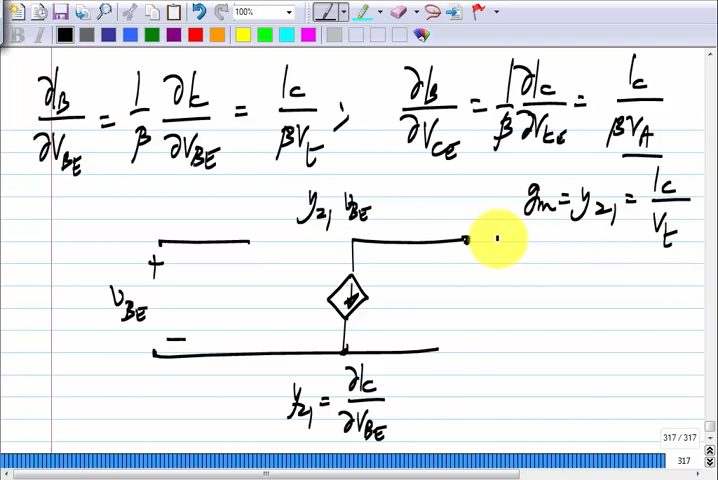 100%
B I
∂I_B/∂V_BE = 1/β ∂I_C/∂V_BE = I_C/(βV_t) ; ∂I_B/∂V_CE = 1/β ∂I_C/∂V_CE = I_C/(βV_A)
g_m = y_21 = I_C/V_t
y_21 v_BE
+
v_BE
−
y_21 = ∂I_C/∂V_BE
317 / 317
317